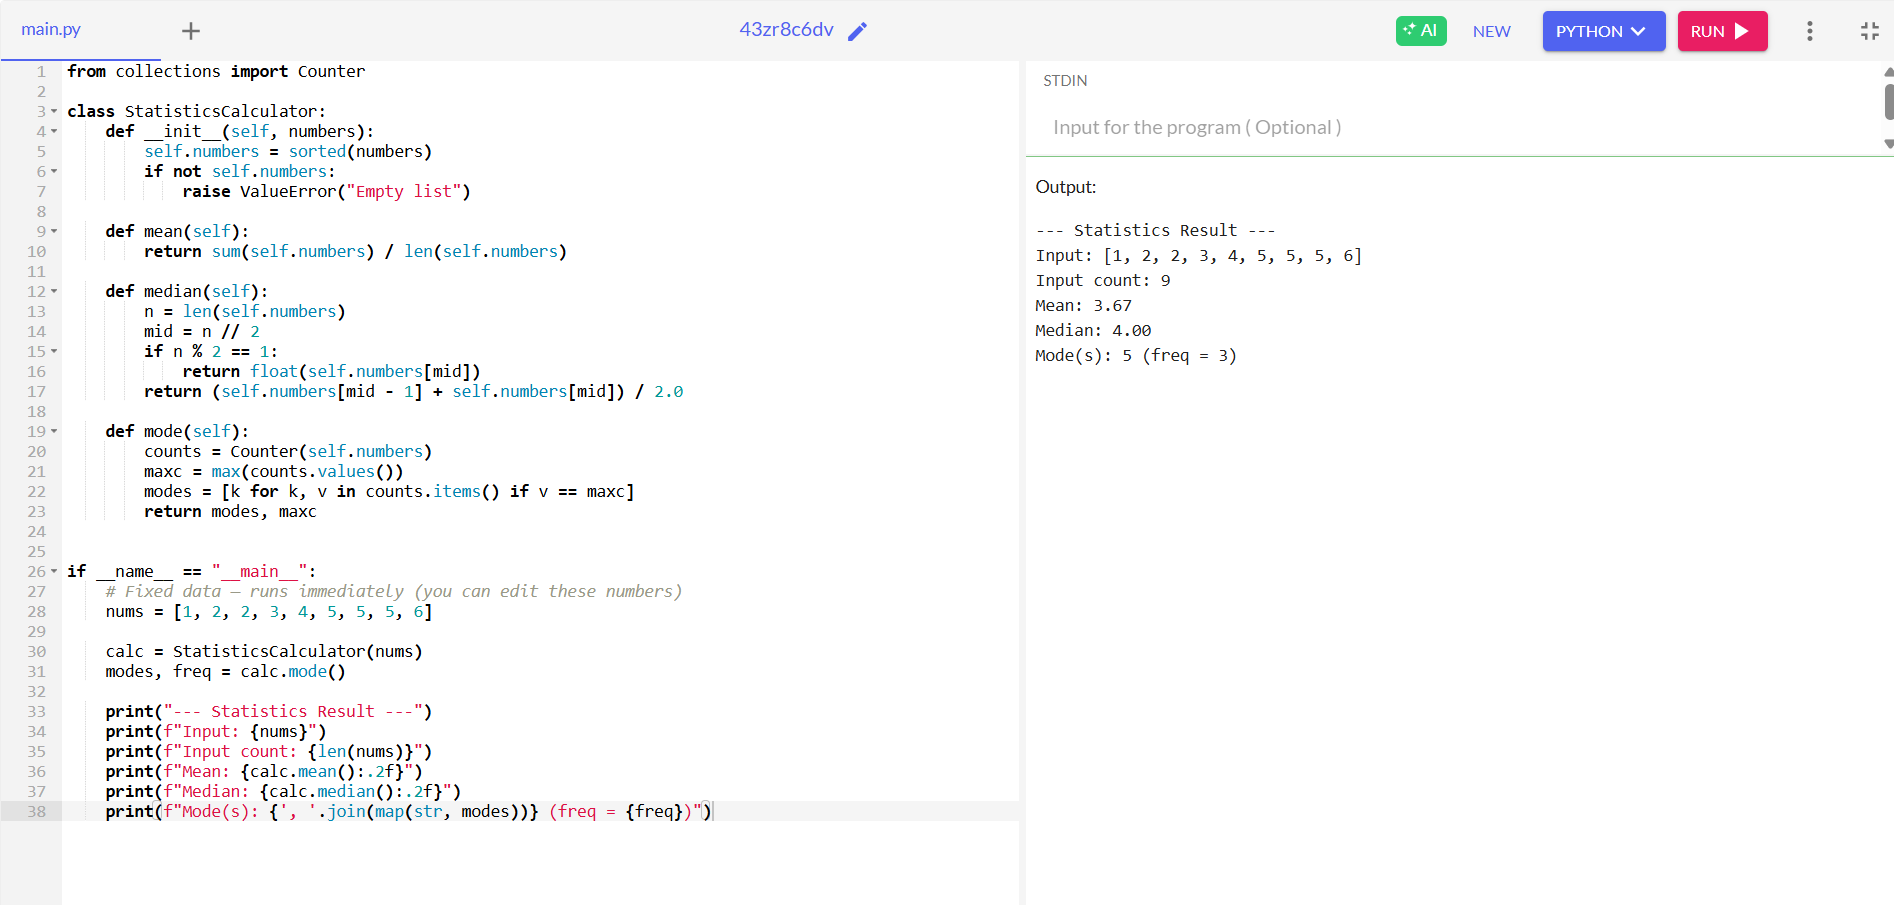 main.py
43zr8c6dv
AI
NEW
PYTHON
RUN
1 from collections import Counter
2
3 class StatisticsCalculator:
4     def __init__(self, numbers):
5         self.numbers = sorted(numbers)
6         if not self.numbers:
7             raise ValueError("Empty list")
8
9     def mean(self):
10         return sum(self.numbers) / len(self.numbers)
11
12     def median(self):
13         n = len(self.numbers)
14         mid = n // 2
15         if n % 2 == 1:
16             return float(self.numbers[mid])
17         return (self.numbers[mid - 1] + self.numbers[mid]) / 2.0
18
19     def mode(self):
20         counts = Counter(self.numbers)
21         maxc = max(counts.values())
22         modes = [k for k, v in counts.items() if v == maxc]
23         return modes, maxc
24
25
26 if __name__ == "__main__":
27     # Fixed data – runs immediately (you can edit these numbers)
28     nums = [1, 2, 2, 3, 4, 5, 5, 5, 6]
29
30     calc = StatisticsCalculator(nums)
31     modes, freq = calc.mode()
32
33     print("--- Statistics Result ---")
34     print(f"Input: {nums}")
35     print(f"Input count: {len(nums)}")
36     print(f"Mean: {calc.mean():.2f}")
37     print(f"Median: {calc.median():.2f}")
38     print(f"Mode(s): {', '.join(map(str, modes))} (freq = {freq})")
STDIN
Input for the program ( Optional )
Output:
--- Statistics Result ---
Input: [1, 2, 2, 3, 4, 5, 5, 5, 6]
Input count: 9
Mean: 3.67
Median: 4.00
Mode(s): 5 (freq = 3)